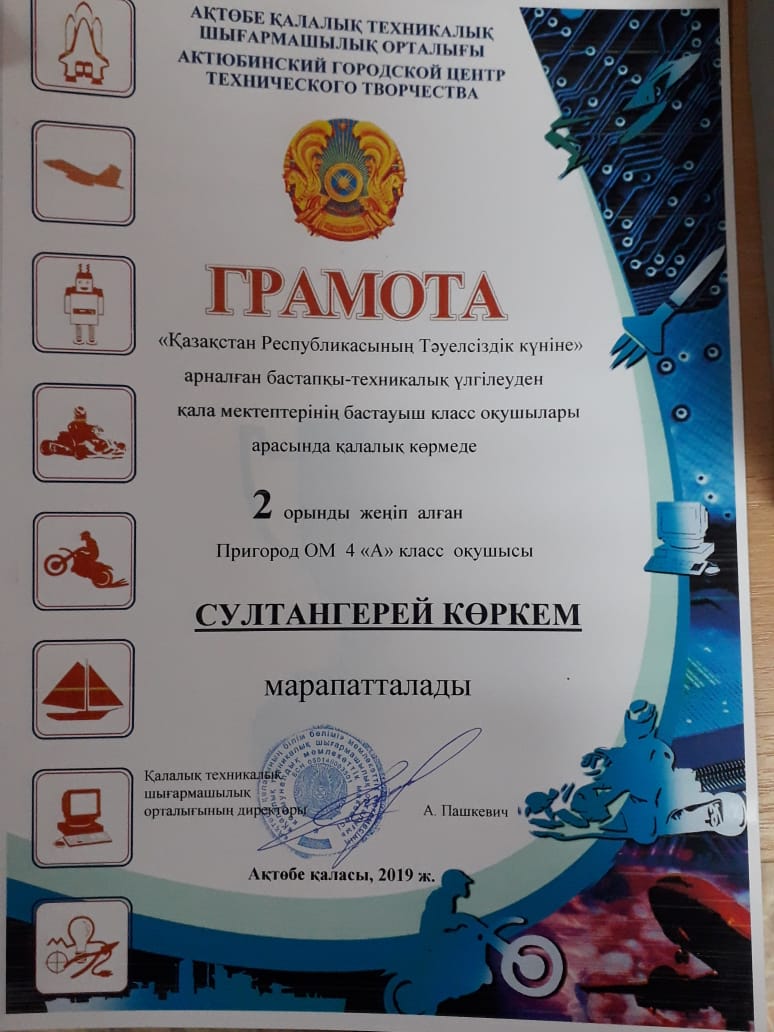 АҚТӨБЕ ҚАЛАЛЫҚ ТЕХНИКАЛЫҚ
ШЫҒАРМАШЫЛЫҚ ОРТАЛЫҒЫ
АКТЮБИНСКИЙ ГОРОДСКОЙ ЦЕНТР
ТЕХНИЧЕСКОГО ТВОРЧЕСТВА
ГРАМОТА
«Қазақстан Республикасының Тәуелсіздік күніне»
арналған бастапқы-техникалық үлгілеуден
қала мектептерінің бастауыш класс оқушылары
арасында қалалық көрмеде
2 орынды жеңіп алған
Пригород ОМ 4 «А» класс оқушысы
СУЛТАНГЕРЕЙ КӨРКЕМ
марапатталады
Қалалық техникалық
шығармашылық
орталығының директоры
А. Пашкевич
Ақтөбе қаласы, 2019 ж.